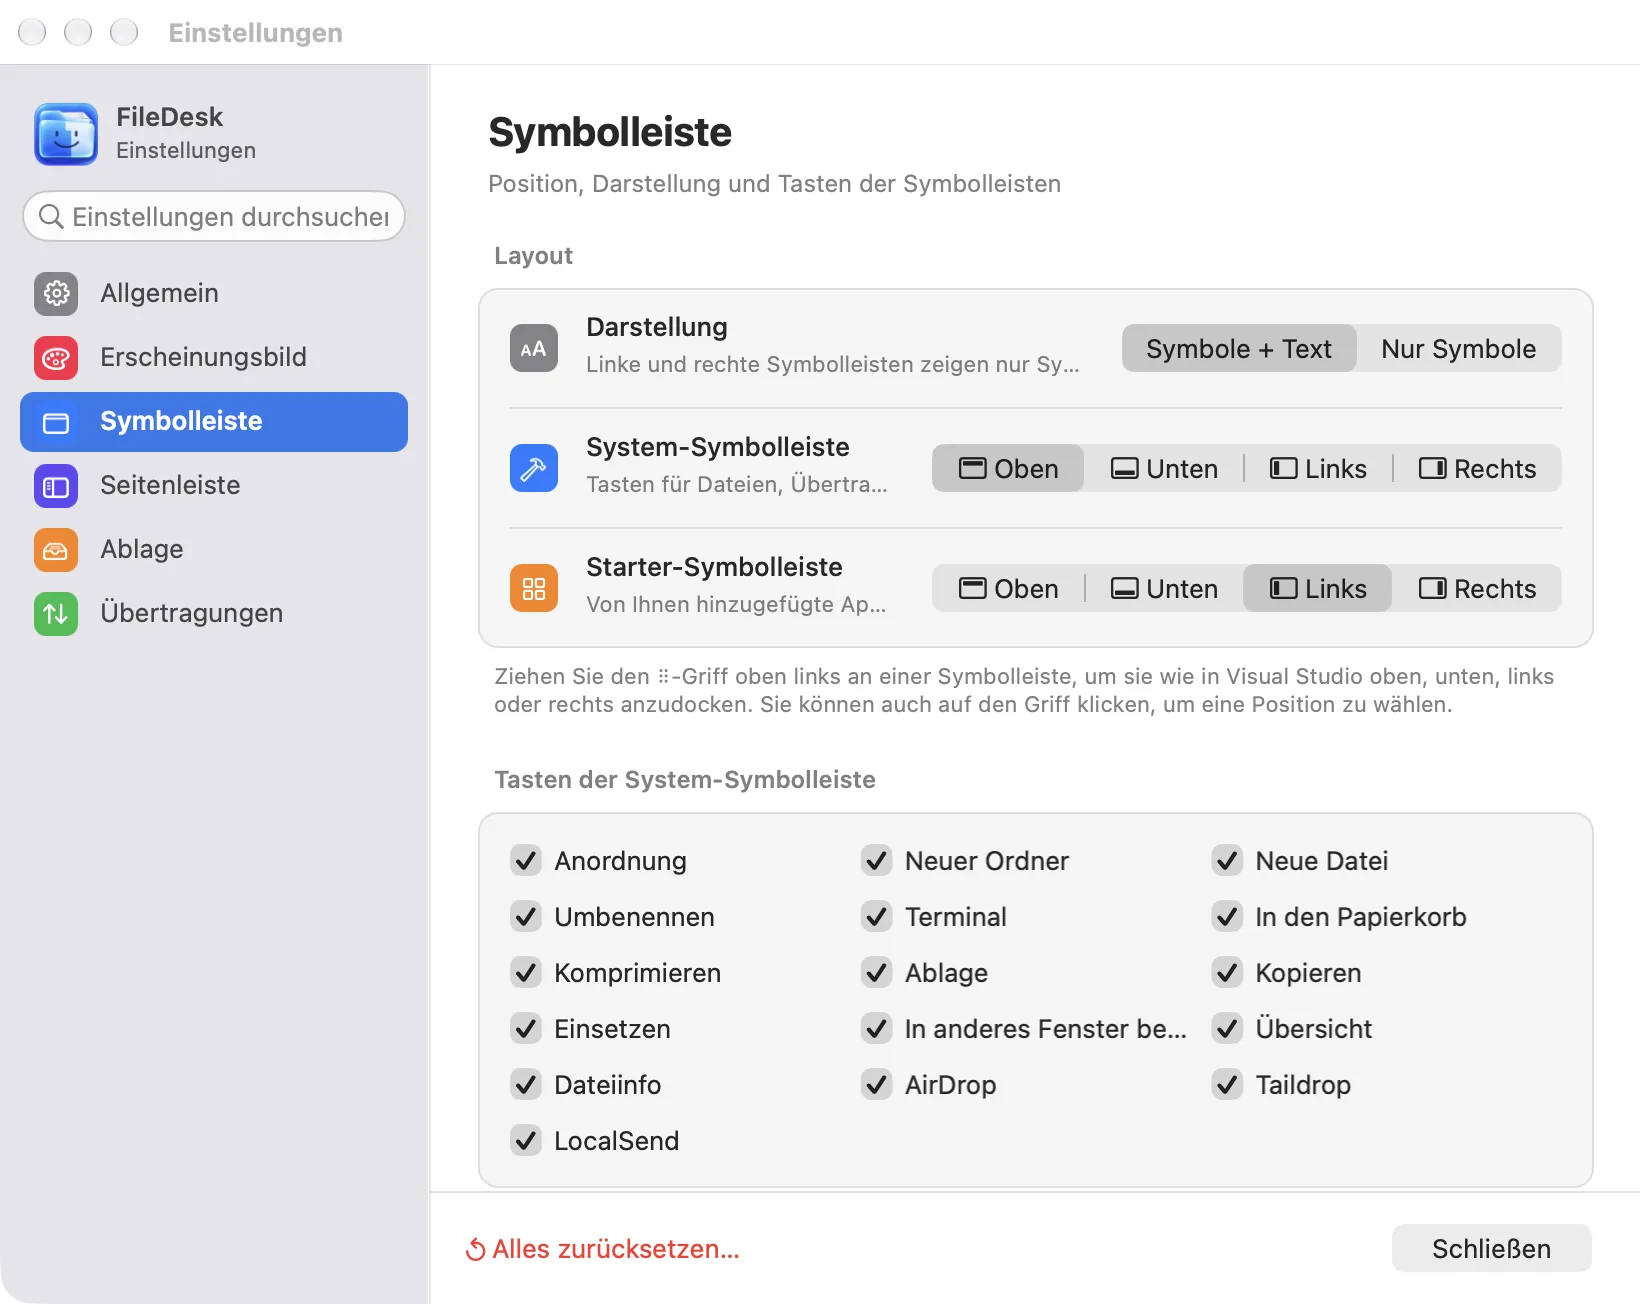 Einstellungen
FileDesk
Einstellungen
Einstellungen durchsuchen
Allgemein
Erscheinungsbild
Symbolleiste
Seitenleiste
Ablage
Übertragungen
Symbolleiste
Position, Darstellung und Tasten der Symbolleisten
Layout
AA
Darstellung
Linke und rechte Symbolleisten zeigen nur Sy...
Symbole + Text
Nur Symbole
System-Symbolleiste
Tasten für Dateien, Übertra...
Oben
Unten
Links
Rechts
Starter-Symbolleiste
Von Ihnen hinzugefügte Ap...
Oben
Unten
Links
Rechts
Ziehen Sie den ⠿-Griff oben links an einer Symbolleiste, um sie wie in Visual Studio oben, unten, links
oder rechts anzudocken. Sie können auch auf den Griff klicken, um eine Position zu wählen.
Tasten der System-Symbolleiste
Anordnung
Neuer Ordner
Neue Datei
Umbenennen
Terminal
In den Papierkorb
Komprimieren
Ablage
Kopieren
Einsetzen
In anderes Fenster be...
Übersicht
Dateiinfo
AirDrop
Taildrop
LocalSend
Alles zurücksetzen...
Schließen